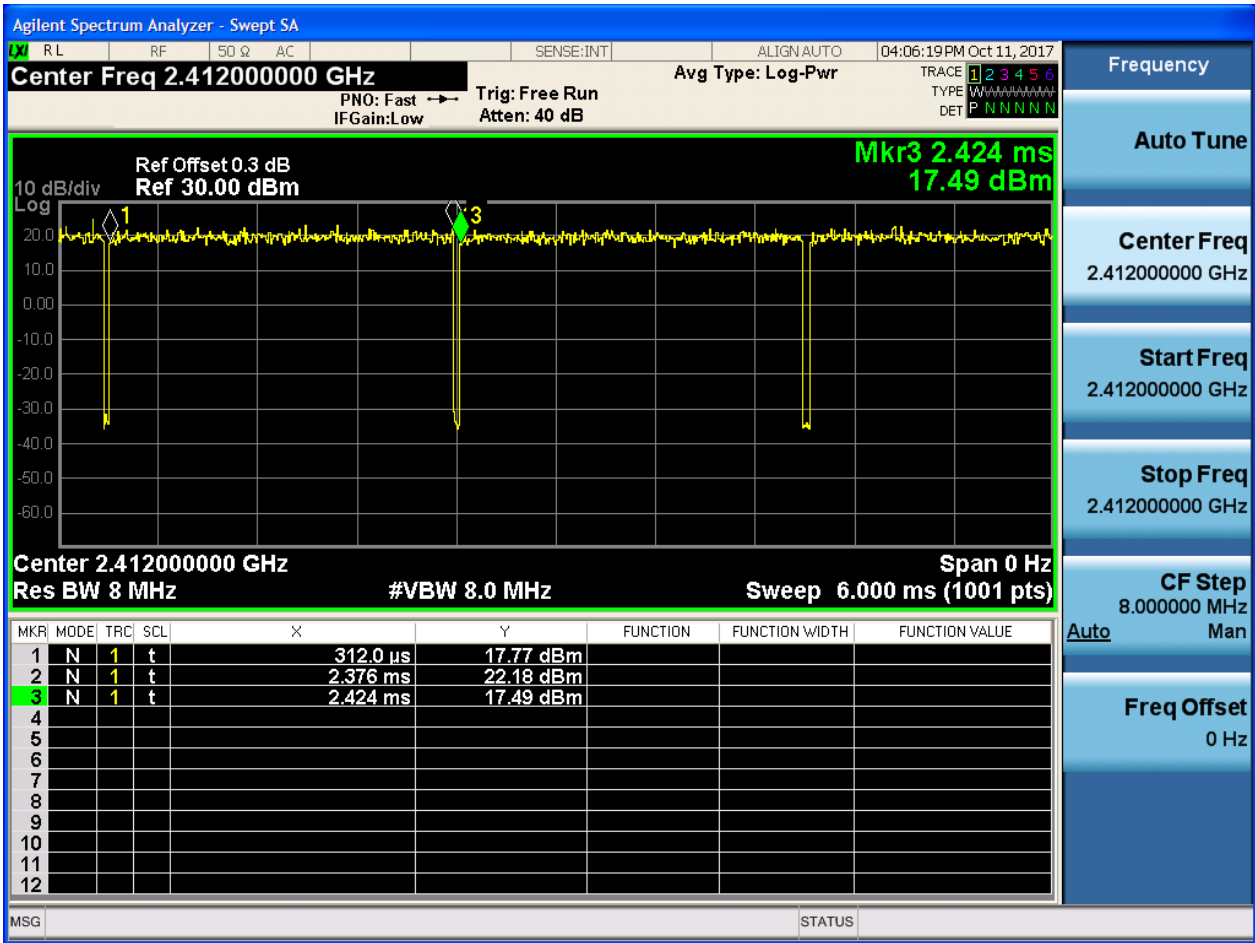 Agilent Spectrum Analyzer - Swept SA
LXI RL RF 50 Ω AC SENSE:INT ALIGNAUTO 04:06:19PM Oct 11, 2017
Center Freq 2.412000000 GHz Avg Type: Log-Pwr TRACE 1 2 3 4 5 6
PNO: Fast Trig: Free Run TYPE WWWWWW
IFGain:Low Atten: 40 dB DET P N N N N N
Frequency
Auto Tune
Center Freq
2.412000000 GHz
Start Freq
2.412000000 GHz
Stop Freq
2.412000000 GHz
CF Step
8.000000 MHz
Auto Man
Freq Offset
0 Hz
Mkr3 2.424 ms
17.49 dBm
Ref Offset 0.3 dB
10 dB/div Ref 30.00 dBm
Log
1 3
20.0
10.0
0.00
-10.0
-20.0
-30.0
-40.0
-50.0
-60.0
Center 2.412000000 GHz Span 0 Hz
Res BW 8 MHz #VBW 8.0 MHz Sweep 6.000 ms (1001 pts)
MKR MODE TRC SCL X Y FUNCTION FUNCTION WIDTH FUNCTION VALUE
1 N 1 t 312.0 µs 17.77 dBm
2 N 1 t 2.376 ms 22.18 dBm
3 N 1 t 2.424 ms 17.49 dBm
4
5
6
7
8
9
10
11
12
MSG STATUS